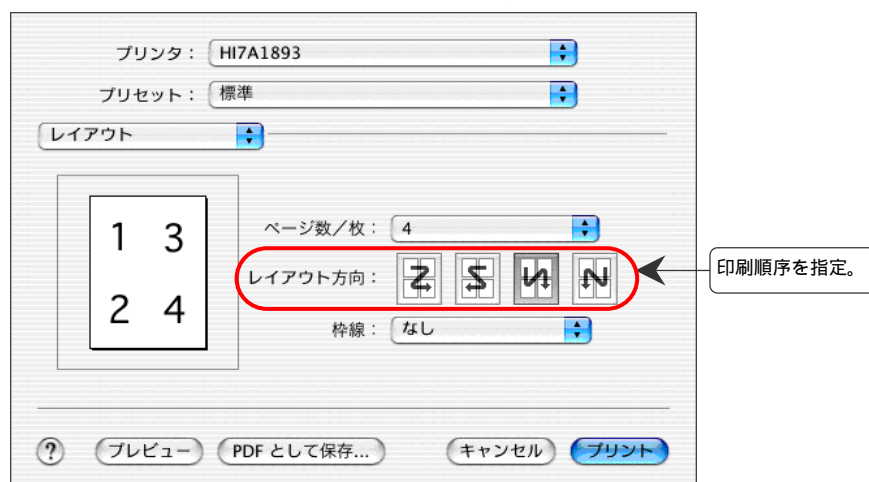 プリンタ： HI7A1893
プリセット： 標準
レイアウト
1 3
2 4
ページ数／枚： 4
レイアウト方向：
枠線： なし
印刷順序を指定。
? プレビュー PDF として保存... キャンセル プリント